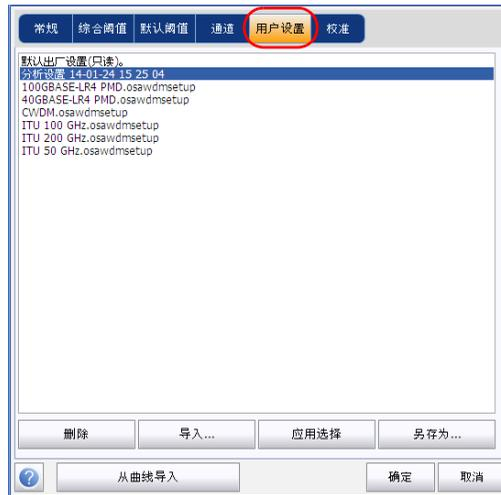 常规 综合阈值 默认阈值 通道 用户设置 校准
默认出厂设置(只读)。
分析设置 14-01-24 15 25 04
100GBASE-LR4 PMD.osawdmsetup
40GBASE-LR4 PMD.osawdmsetup
CWDM.osawdmsetup
ITU 100 GHz.osawdmsetup
ITU 200 GHz.osawdmsetup
ITU 50 GHz.osawdmsetup
删除 导入... 应用选择 另存为...
? 从曲线导入 确定 取消